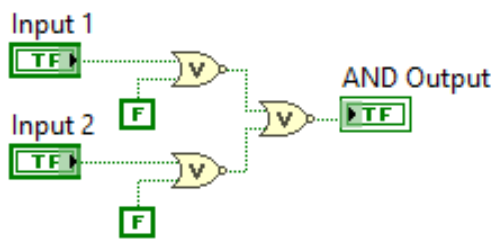 Input 1
TF
V
F
AND Output
V
TF
Input 2
TF
V
F